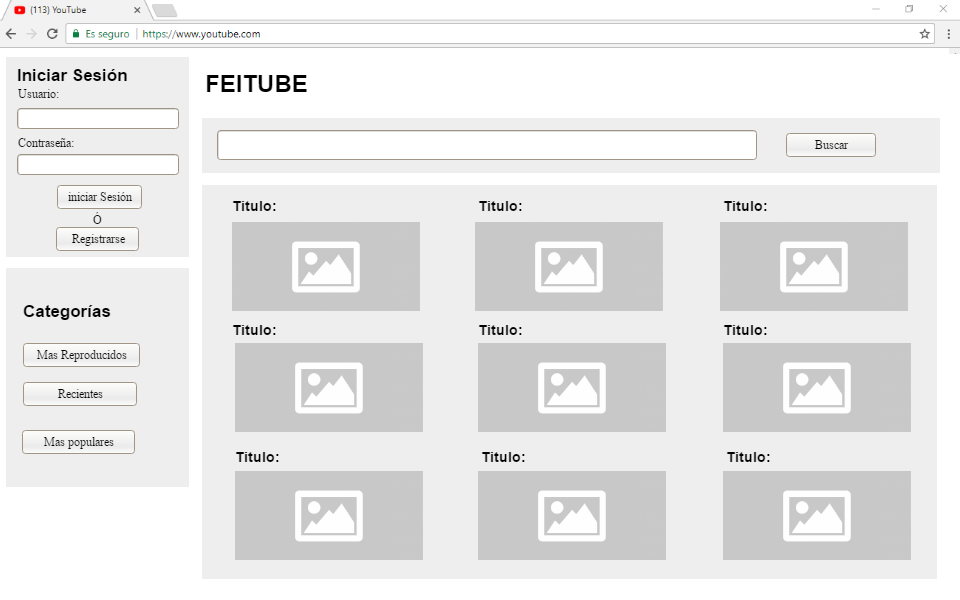 (113) YouTube
Es seguro | https://www.youtube.com
Iniciar Sesión
Usuario:
Contraseña:
iniciar Sesión
Ó
Registrarse
Categorías
Mas Reproducidos
Recientes
Mas populares
FEITUBE
Buscar
Titulo: Titulo: Titulo:
Titulo: Titulo: Titulo:
Titulo: Titulo: Titulo: